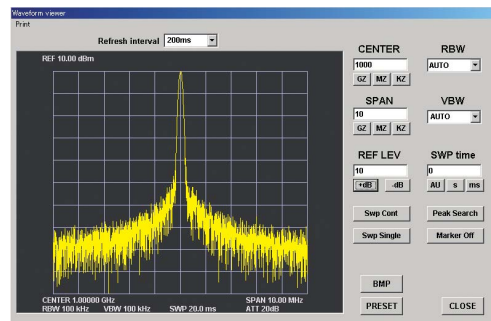 Waveform viewer
Print
Refresh interval 200ms
REF 10.00 dBm
CENTER 1.00000 GHz SPAN 10.00 MHz
RBW 100 kHz VBW 100 kHz SWP 20.0 ms ATT 20dB
CENTER RBW
1000 AUTO
GZ MZ KZ
SPAN VBW
10 AUTO
GZ MZ KZ
REF LEV SWP time
10 0
+dB -dB AU s ms
Swp Cont Peak Search
Swp Single Marker Off
BMP
PRESET CLOSE